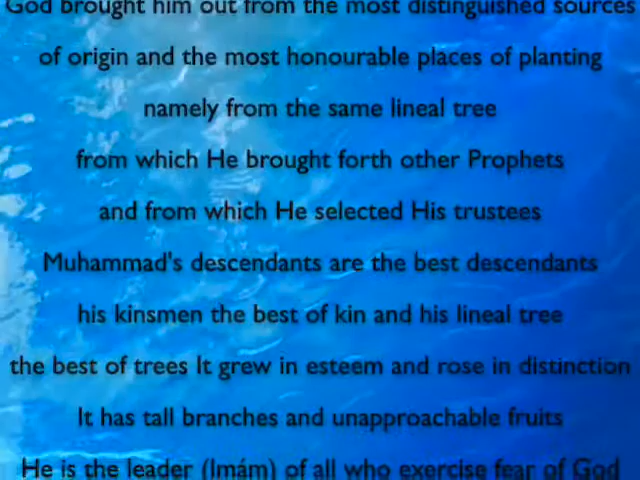 God brought him out from the most distinguished sources
of origin and the most honourable places of planting
namely from the same lineal tree
from which He brought forth other Prophets
and from which He selected His trustees
Muhammad's descendants are the best descendants
his kinsmen the best of kin and his lineal tree
the best of trees It grew in esteem and rose in distinction
It has tall branches and unapproachable fruits
He is the leader (Imám) of all who exercise fear of God